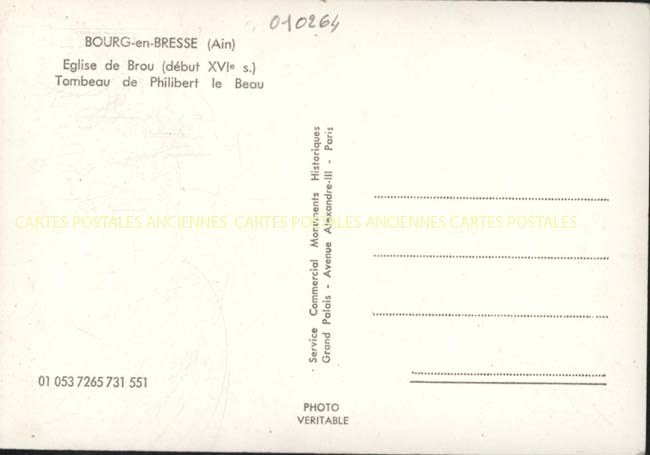 010264
BOURG-en-BRESSE (Ain)
Eglise de Brou (début XVIe s.)
Tombeau de Philibert le Beau
Service Commercial Monuments Historiques
Grand Palais - Avenue Alexandre-III - Paris
CARTES POSTALES ANCIENNES CARTES POSTALES ANCIENNES CARTES POSTALES
01 053 7265 731 551
PHOTO
VERITABLE